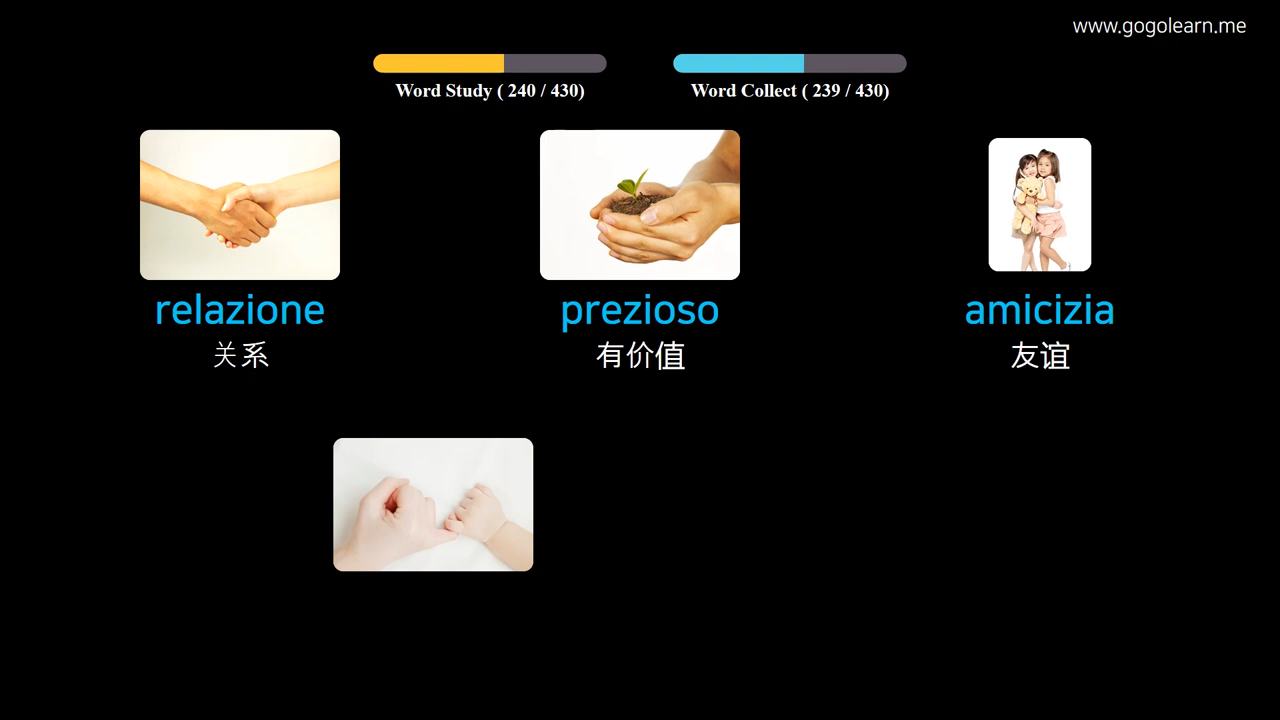 www.gogolearn.me
Word Study ( 240 / 430)
Word Collect ( 239 / 430)
relazione
prezioso
amicizia
关系
有价值
友谊